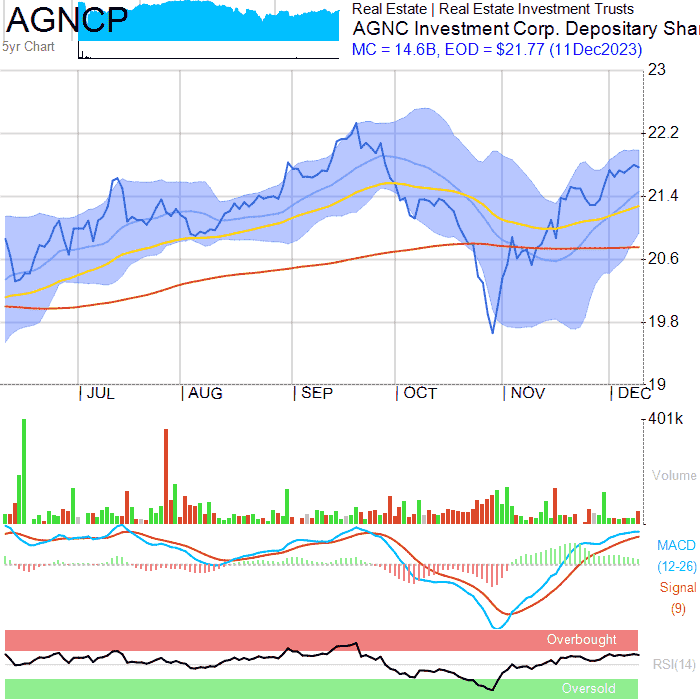 AGNCP
5yr Chart
Real Estate | Real Estate Investment Trusts
AGNC Investment Corp. Depositary Shar
MC = 14.6B, EOD = $21.77 (11Dec2023)
23
22.2
21.4
20.6
19.8
19
JUL AUG SEP OCT NOV DEC
401k
Volume
MACD
(12-26)
Signal
(9)
Overbought
RSI(14)
Oversold